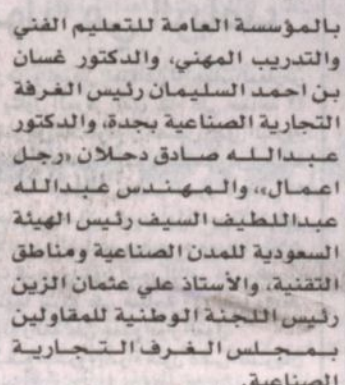 بالمؤسسة العامة للتعليم الفني
والتدريب المهني، والدكتور غسان
بن احمد السليمان رئيس الغرفة
التجارية الصناعية بجدة، والدكتور
عبدالله صادق دحلان «رجل
اعمال»، والمهندس عبدالله
عبداللطيف السيف رئيس الهيئة
السعودية للمدن الصناعية ومناطق
التقنية، والأستاذ علي عثمان الزين
رئيس اللجنة الوطنية للمقاولين
بمجلس الغرف التجارية
الصناعية.